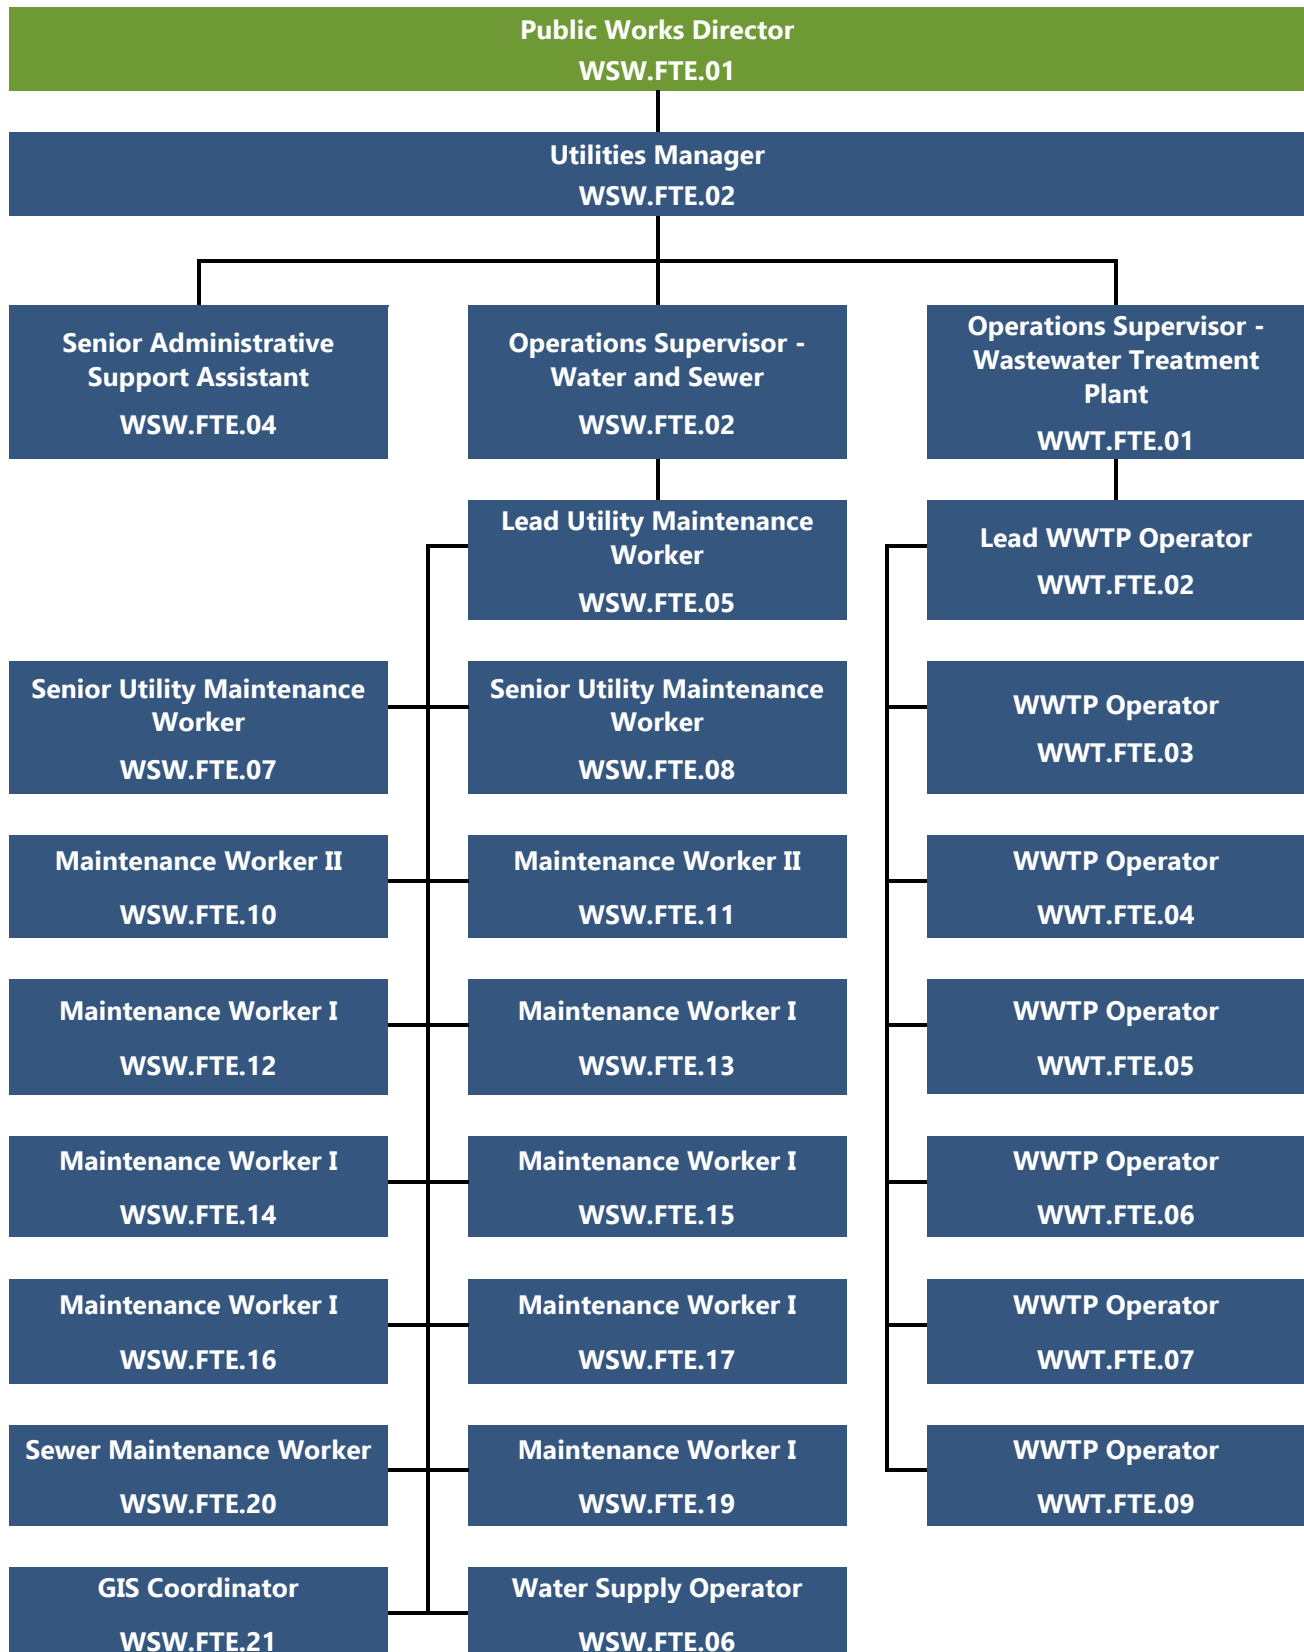 Public Works Director
WSW.FTE.01
Utilities Manager
WSW.FTE.02
Senior Administrative
Support Assistant
WSW.FTE.04
Operations Supervisor -
Water and Sewer
WSW.FTE.02
Operations Supervisor -
Wastewater Treatment
Plant
WWT.FTE.01
Lead Utility Maintenance
Worker
WSW.FTE.05
Lead WWTP Operator
WWT.FTE.02
Senior Utility Maintenance
Worker
WSW.FTE.07
Senior Utility Maintenance
Worker
WSW.FTE.08
WWTP Operator
WWT.FTE.03
Maintenance Worker II
WSW.FTE.10
Maintenance Worker II
WSW.FTE.11
WWTP Operator
WWT.FTE.04
Maintenance Worker I
WSW.FTE.12
Maintenance Worker I
WSW.FTE.13
WWTP Operator
WWT.FTE.05
Maintenance Worker I
WSW.FTE.14
Maintenance Worker I
WSW.FTE.15
WWTP Operator
WWT.FTE.06
Maintenance Worker I
WSW.FTE.16
Maintenance Worker I
WSW.FTE.17
WWTP Operator
WWT.FTE.07
Sewer Maintenance Worker
WSW.FTE.20
Maintenance Worker I
WSW.FTE.19
WWTP Operator
WWT.FTE.09
GIS Coordinator
WSW.FTE.21
Water Supply Operator
WSW.FTE.06